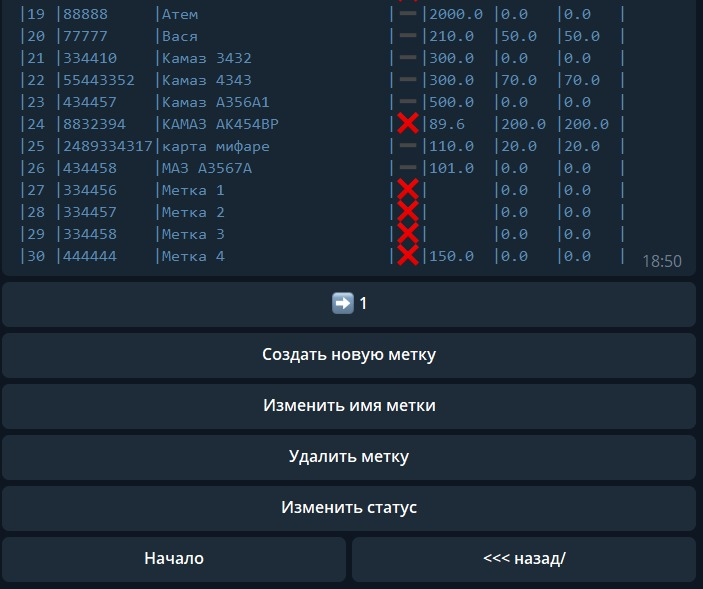 |19 |88888     |Атем                  |➖|2000.0 |0.0   |0.0   |
|20 |77777     |Вася                  |➖|210.0  |50.0  |50.0  |
|21 |334410    |Камаз 3432            |➖|300.0  |0.0   |0.0   |
|22 |55443352  |Камаз 4343            |➖|300.0  |70.0  |70.0  |
|23 |434457    |Камаз А356А1          |➖|500.0  |0.0   |0.0   |
|24 |8832394   |КАМАЗ АК454ВР         |❌|89.6   |200.0 |200.0 |
|25 |2489334317|карта мифаре          |➖|110.0  |20.0  |20.0  |
|26 |434458    |МАЗ А3567А            |➖|101.0  |0.0   |0.0   |
|27 |334456    |Метка 1               |❌|       |0.0   |0.0   |
|28 |334457    |Метка 2               |❌|       |0.0   |0.0   |
|29 |334458    |Метка 3               |❌|       |0.0   |0.0   |
|30 |444444    |Метка 4               |❌|150.0  |0.0   |0.0   |
18:50
➡️ 1
Создать новую метку
Изменить имя метки
Удалить метку
Изменить статус
Начало
<<< назад/